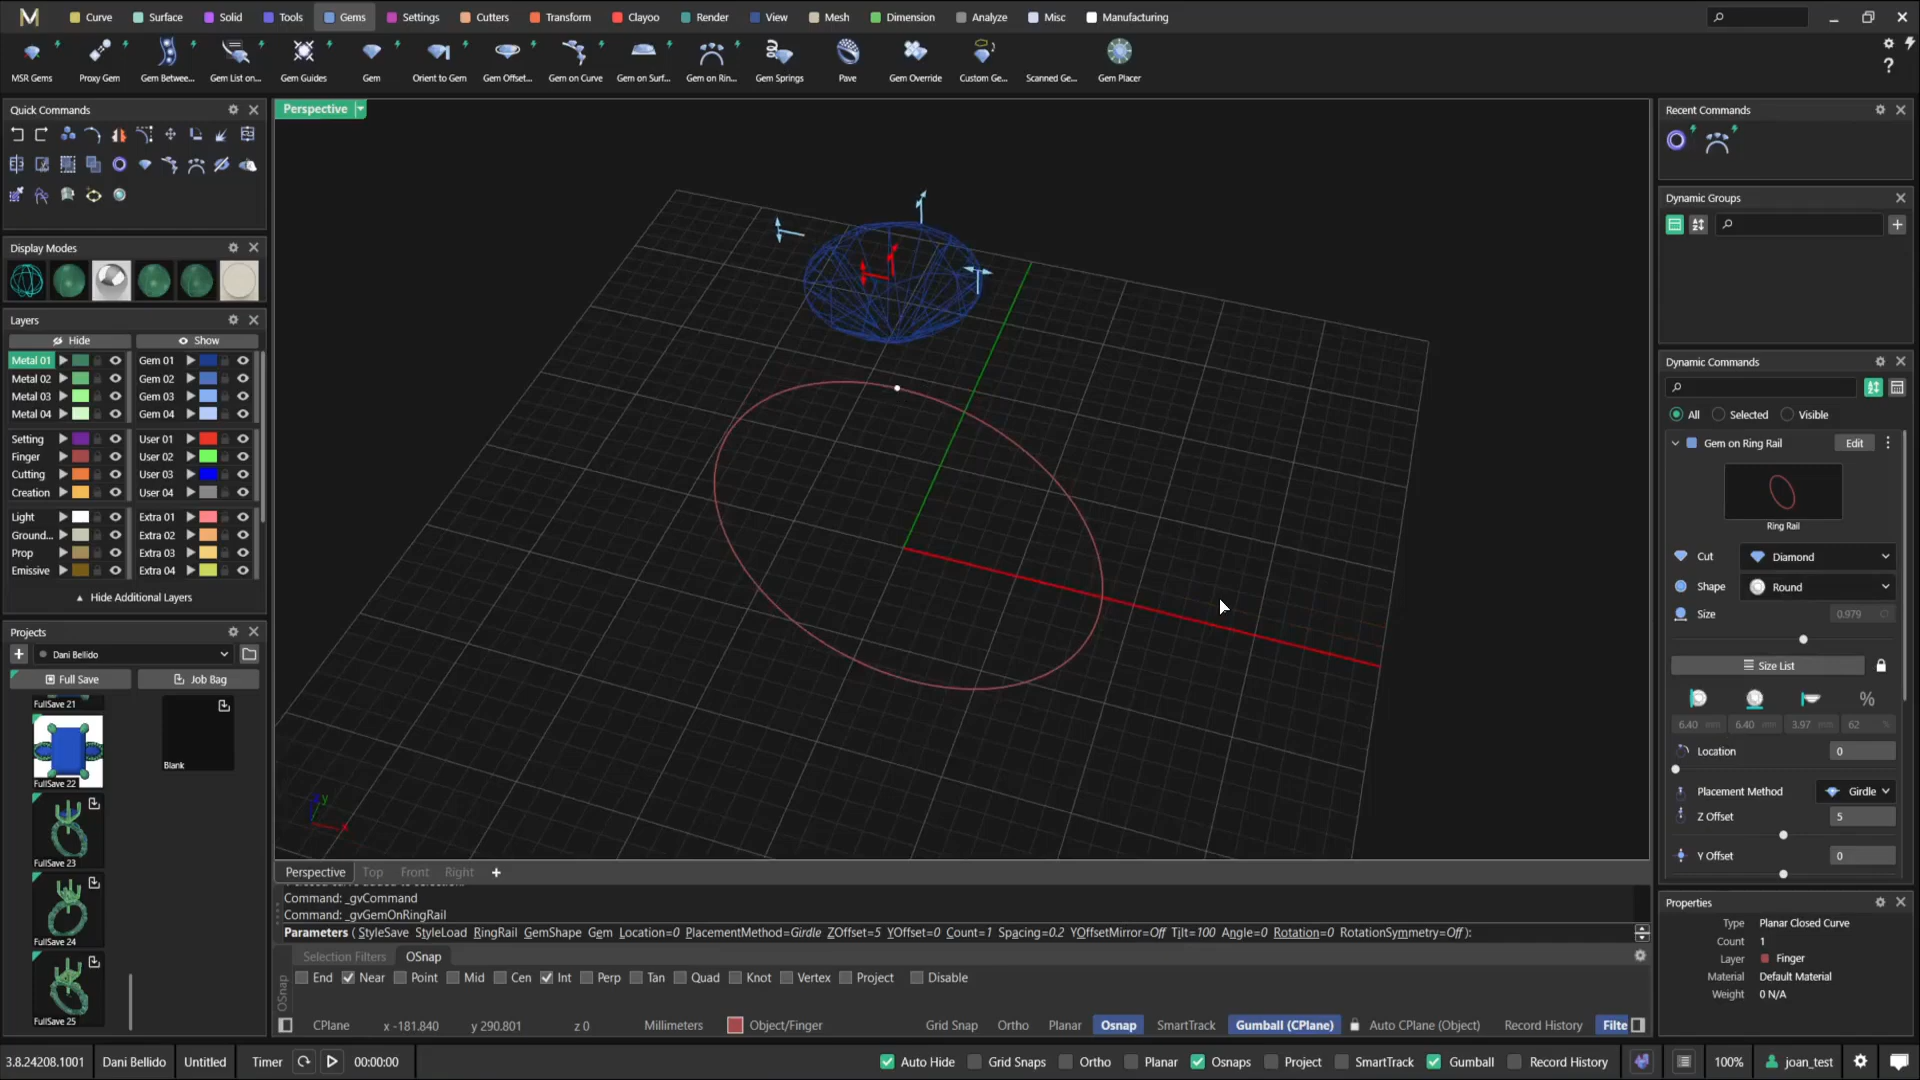 Curve Surface Solid Tools Gems Settings Cutters Transform Clayoo Render View Mesh Dimension Analyze Misc Manufacturing
MSR Gems Proxy Gem Gem Betwee... Gem List on... Gem Guides Gem Orient to Gem Gem Offset... Gem on Curve Gem on Surf... Gem on Rin... Gem Springs Pave Gem Override Custom Ge... Scanned Ge... Gem Placer
Quick Commands
Display Modes
Layers
Hide Show
Metal 01 Gem 01
Metal 02 Gem 02
Metal 03 Gem 03
Metal 04 Gem 04
Setting User 01
Finger User 02
Cutting User 03
Creation User 04
Light Extra 01
Ground... Extra 02
Prop Extra 03
Emissive Extra 04
Hide Additional Layers
Projects
Dani Bellido
Full Save Job Bag
FullSave 21
Blank
FullSave 22
FullSave 23
FullSave 24
FullSave 25
Perspective
y
x
Perspective Top Front Right
Command: _gvCommand
Command: _gvGemOnRingRail
Parameters ( StyleSave StyleLoad RingRail GemShape Gem Location=0 PlacementMethod=Girdle ZOffset=5 YOffset=0 Count=1 Spacing=0.2 YOffsetMirror=Off Tilt=100 Angle=0 Rotation=0 RotationSymmetry=Off ):
Selection Filters OSnap
OSnap
End Near Point Mid Cen Int Perp Tan Quad Knot Vertex Project Disable
CPlane x -181.840 y 290.801 z 0 Millimeters Object/Finger Grid Snap Ortho Planar Osnap SmartTrack Gumball (CPlane) Auto CPlane (Object) Record History Filte
Recent Commands
Dynamic Groups
Dynamic Commands
All Selected Visible
Gem on Ring Rail Edit
Ring Rail
Cut Diamond
Shape Round
Size 0.979
Size List
%
6.40 mm 6.40 mm 3.97 mm 62 %
Location 0
Placement Method Girdle
Z Offset 5
Y Offset 0
Properties
Type Planar Closed Curve
Count 1
Layer Finger
Material Default Material
Weight 0 N/A
3.8.24208.1001 Dani Bellido Untitled Timer 00:00:00 Auto Hide Grid Snaps Ortho Planar Osnaps Project SmartTrack Gumball Record History 100% joan_test